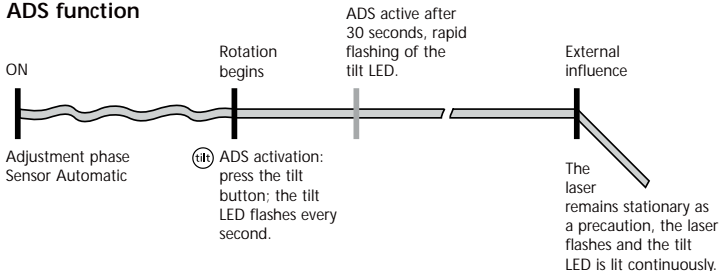 ADS function
ON
Rotation
begins
ADS active after
30 seconds, rapid
flashing of the
tilt LED.
External
influence
Adjustment phase
Sensor Automatic
tilt
ADS activation:
press the tilt
button; the tilt
LED flashes every
second.
The
laser
remains stationary as
a precaution, the laser
flashes and the tilt
LED is lit continuously.